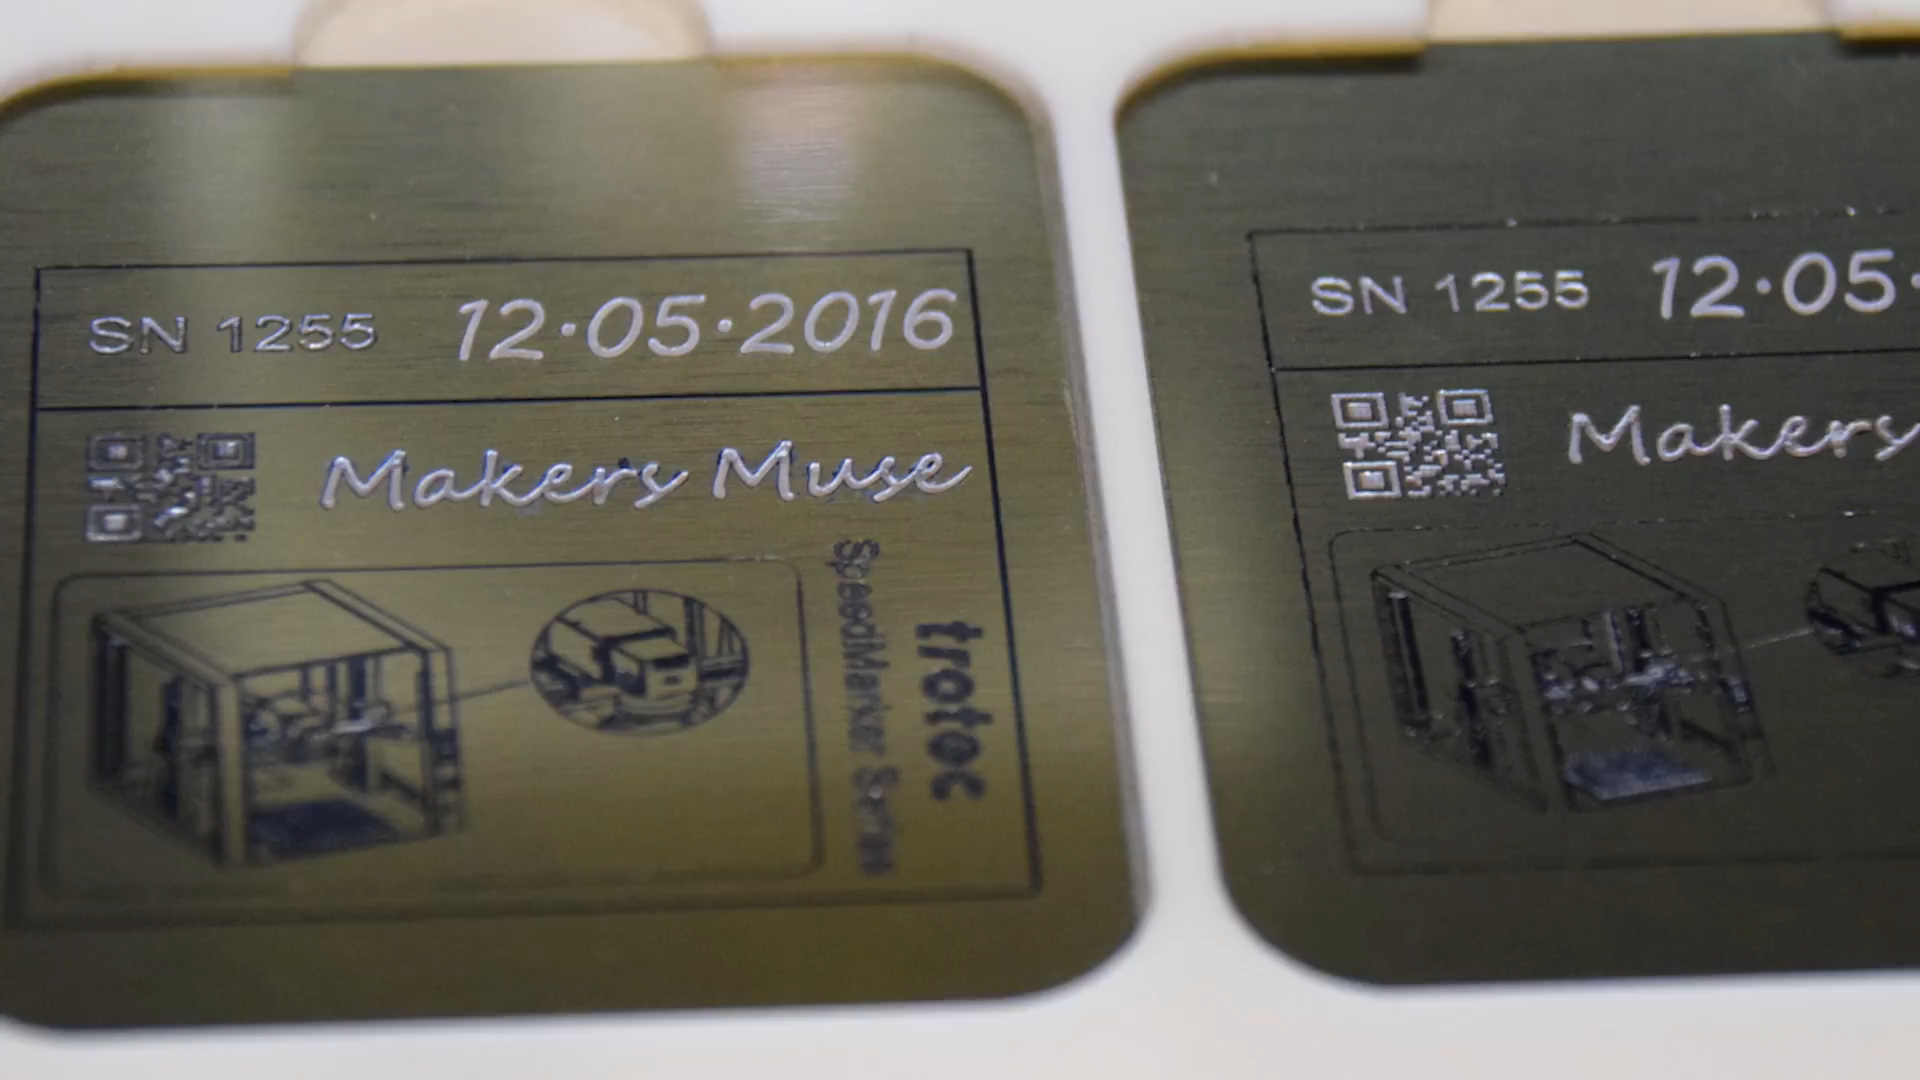 SN 1255 12·05·2016
Makers Muse
SpeedMarker Series
trotec
SN 1255 12·05·
Makers